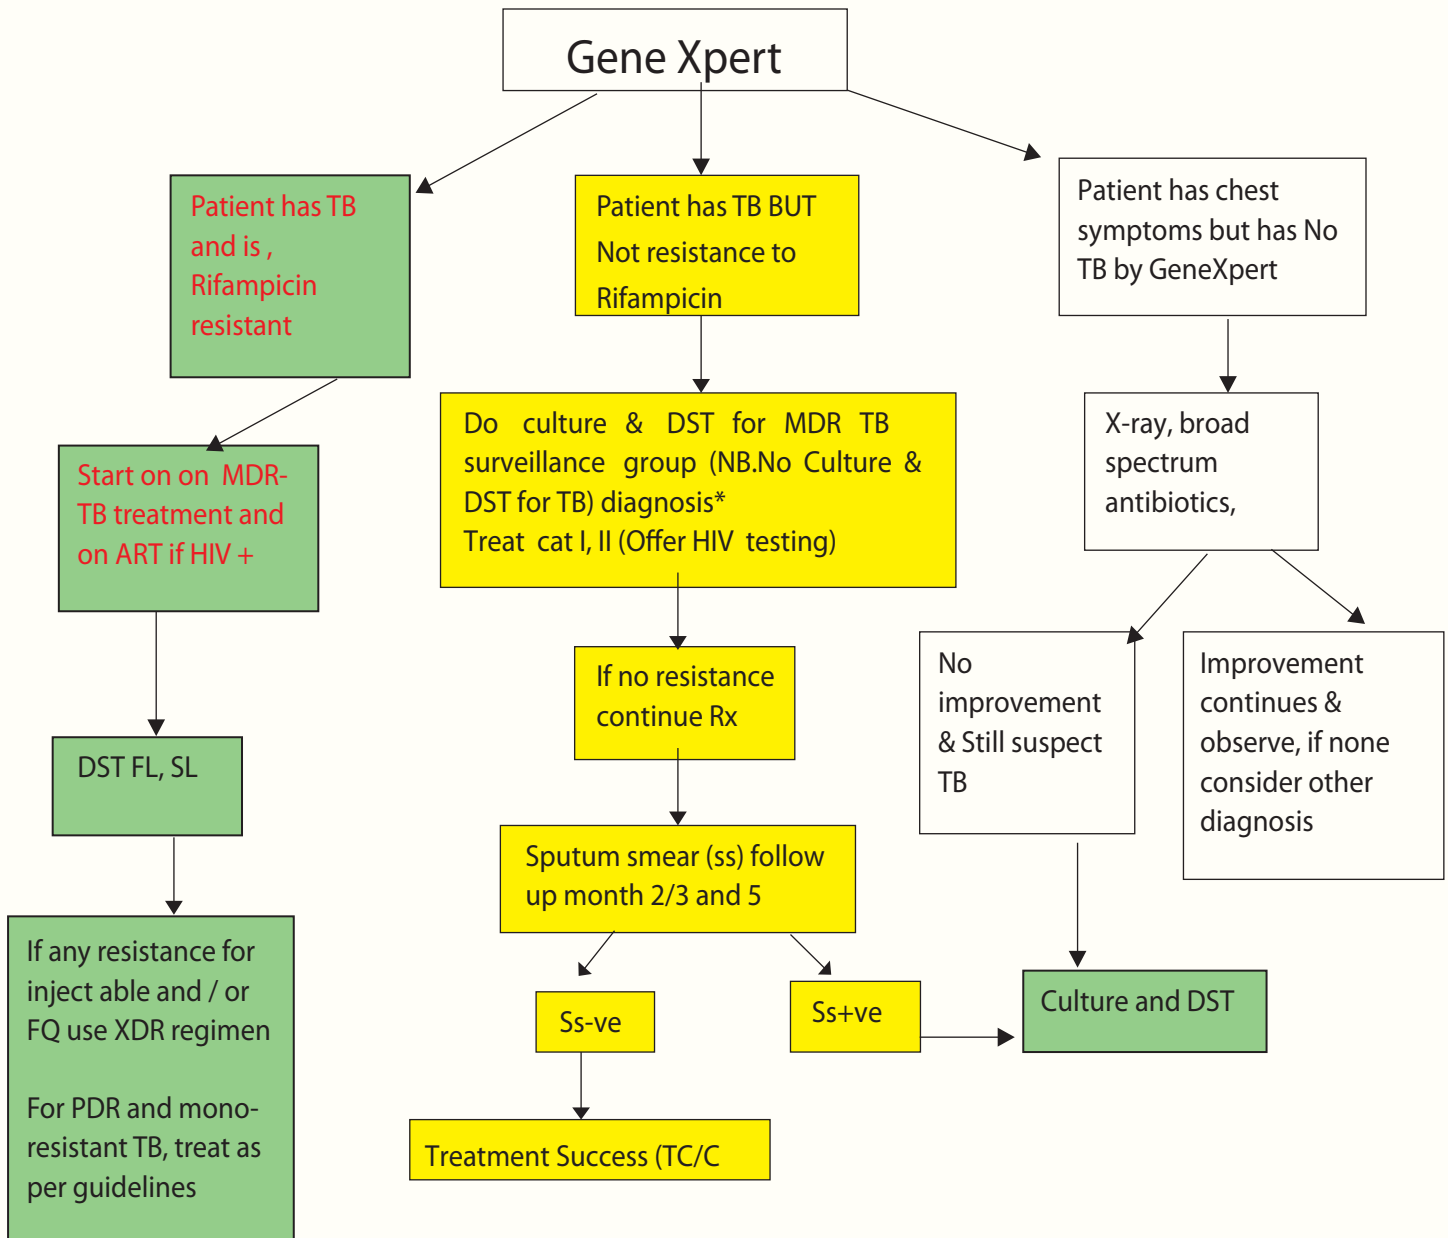 Gene Xpert
Patient has TB
and is ,
Rifampicin
resistant
Patient has TB BUT
Not resistance to
Rifampicin
Patient has chest
symptoms but has No
TB by GeneXpert
Start on on MDR-
TB treatment and
on ART if HIV +
Do culture & DST for MDR TB
surveillance group (NB.No Culture &
DST for TB) diagnosis*
Treat cat I, II (Offer HIV testing)
X-ray, broad
spectrum
antibiotics,
DST FL, SL
If no resistance
continue Rx
No
improvement
& Still suspect
TB
Improvement
continues &
observe, if none
consider other
diagnosis
Sputum smear (ss) follow
up month 2/3 and 5
If any resistance for
inject able and / or
FQ use XDR regimen
For PDR and mono-
resistant TB, treat as
per guidelines
Ss-ve
Ss+ve
Culture and DST
Treatment Success (TC/C